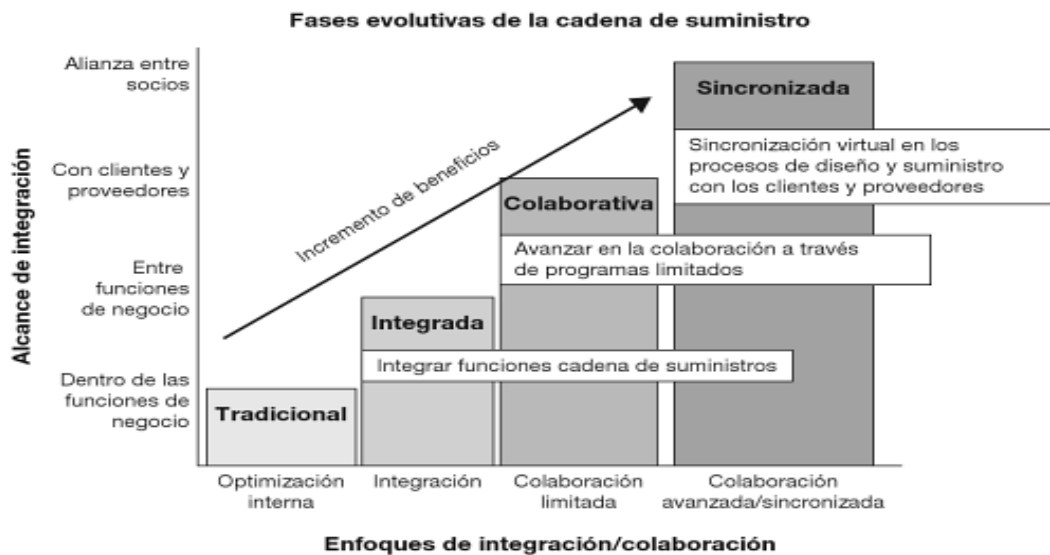 Fases evolutivas de la cadena de suministro
Alcance de integración
Alianza entre
socios
Con clientes y
proveedores
Entre
funciones
de negocio
Dentro de las
funciones de
negocio
Incremento de beneficios
Sincronizada
Sincronización virtual en los
procesos de diseño y suministro
con los clientes y proveedores
Colaborativa
Avanzar en la colaboración a través
de programas limitados
Integrada
Integrar funciones cadena de suministros
Tradicional
Optimización
interna
Integración
Colaboración
limitada
Colaboración
avanzada/sincronizada
Enfoques de integración/colaboración